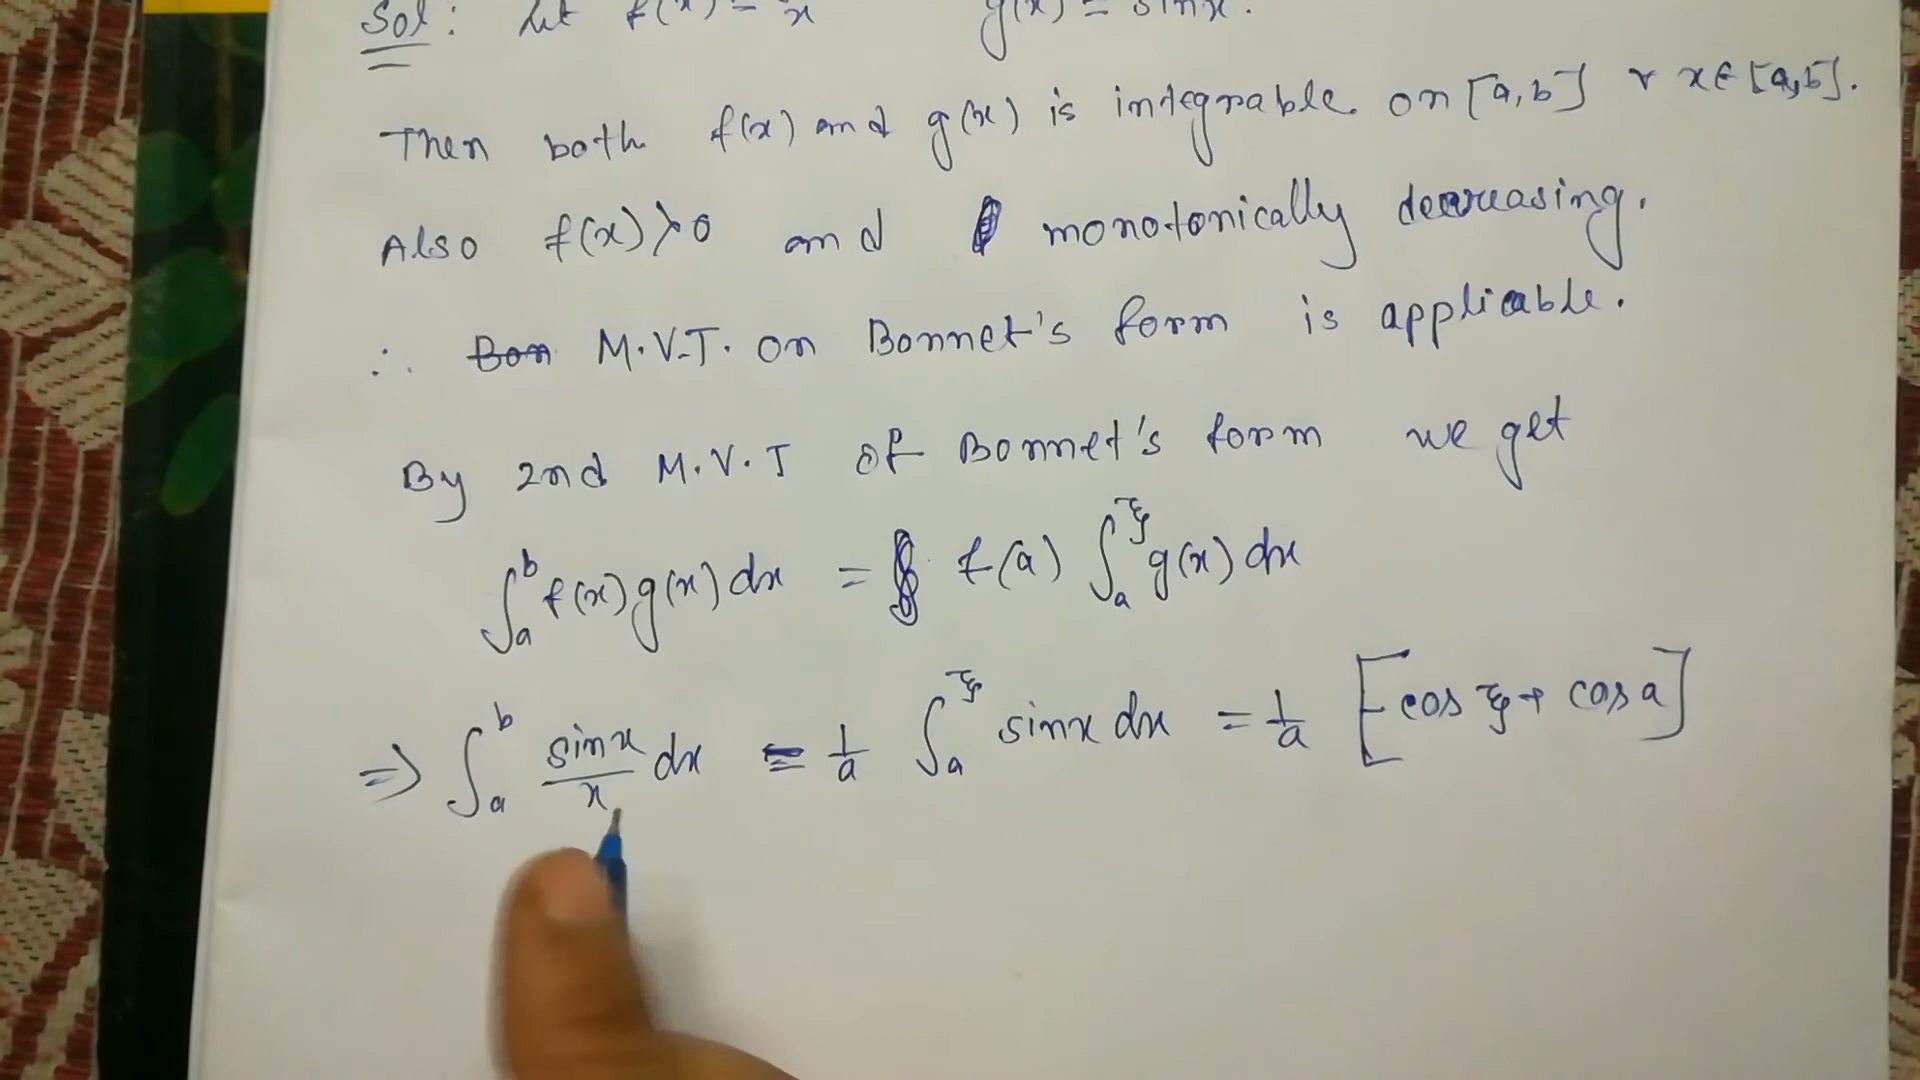 Sol: Let f(x) = 1/x g(x) = sinx.
Then both f(x) and g(x) is integrable on [a,b] ∀ x∈[a,b].
Also f(x)>0 and monotonically decreasing.
∴ Bon M.V.T. on Bonnet's form is applicable.
By 2nd M.V.T of Bonnet's form we get
∫_a^b f(x)g(x)dx = f(a) ∫_a^ξ g(x)dx
⇒ ∫_a^b sinx/x dx = 1/a ∫_a^ξ sinx dx = 1/a [-cos ξ + cos a]